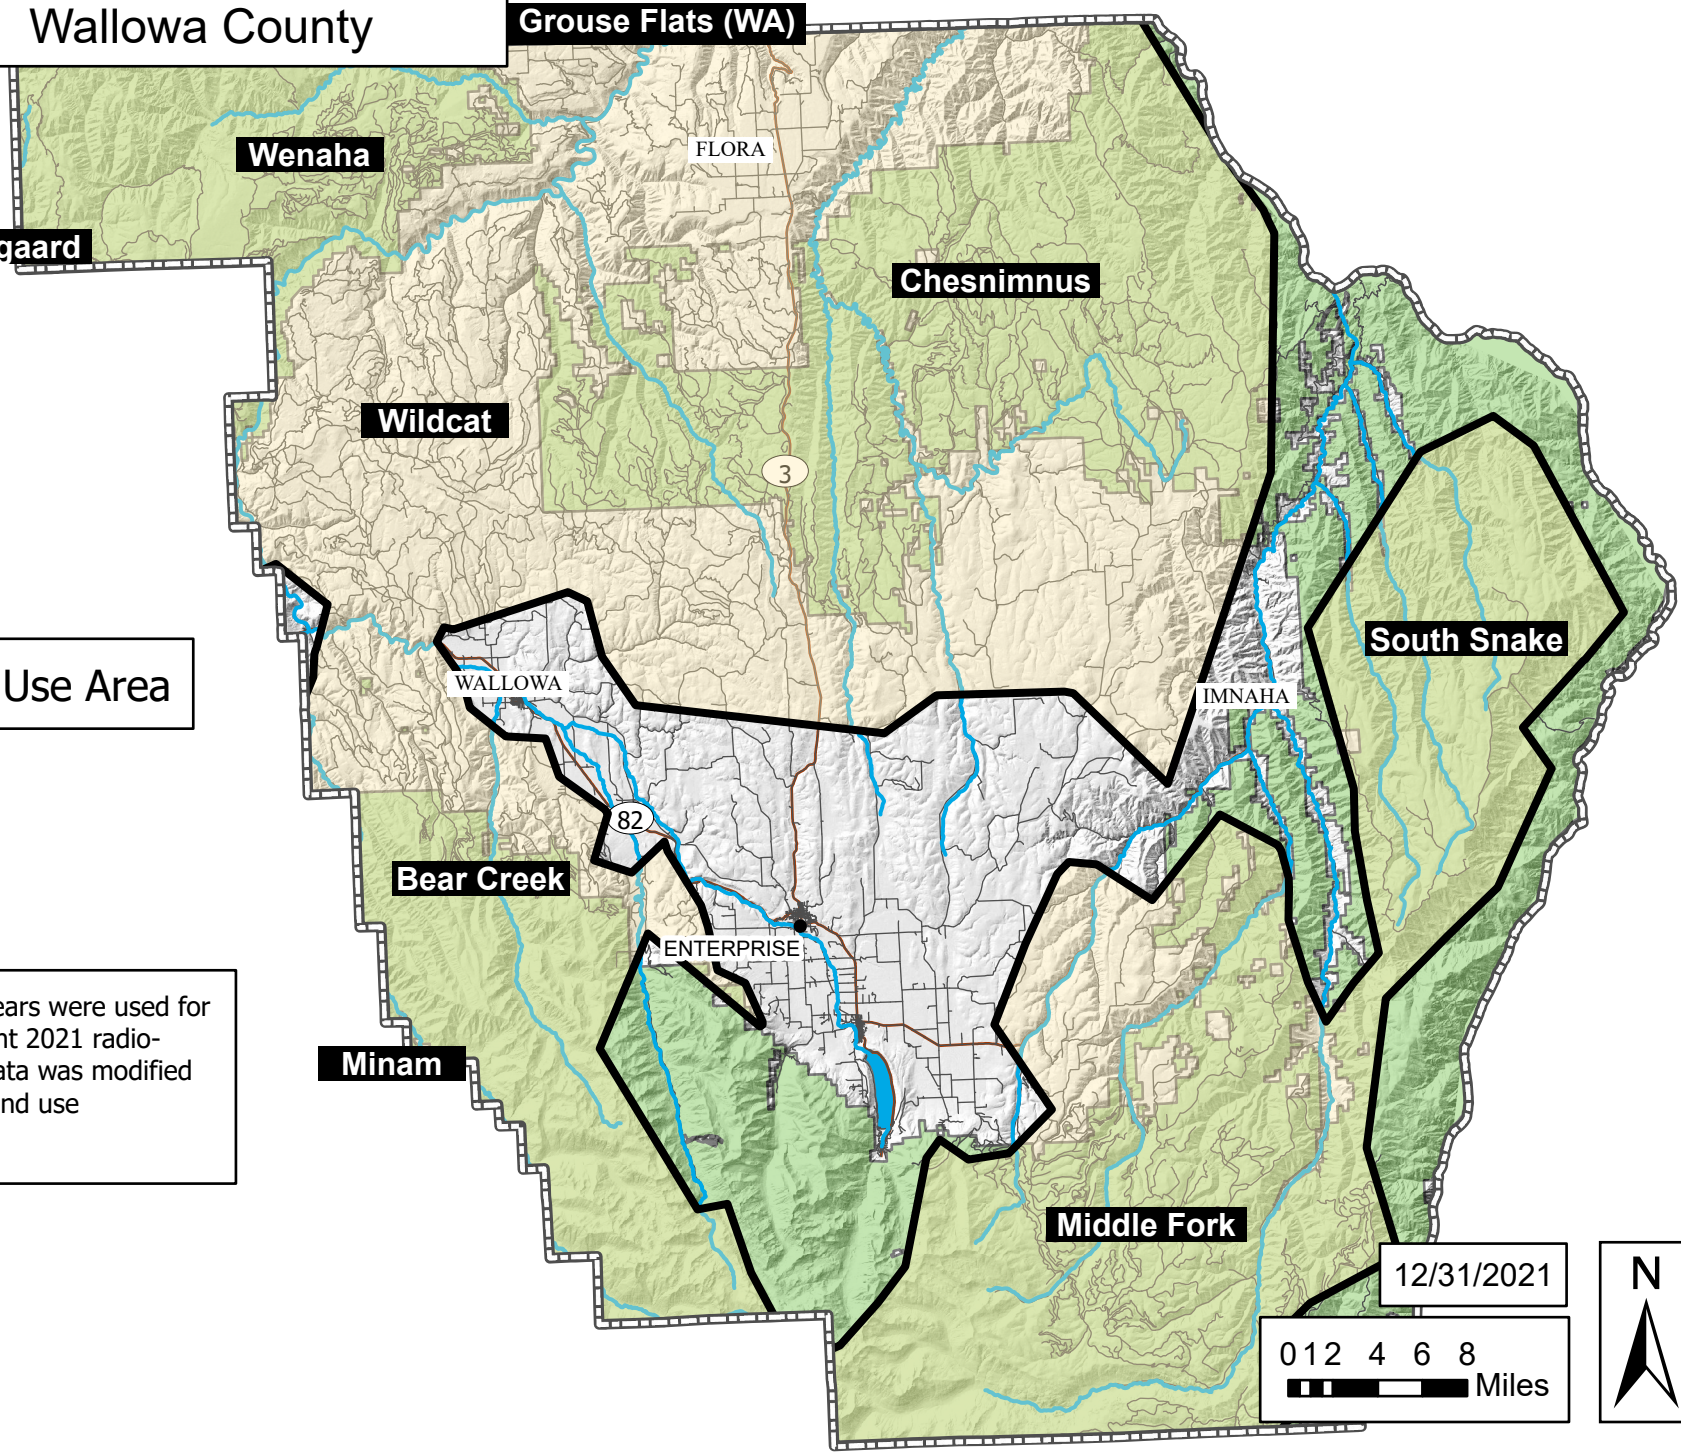 Wallowa County
Grouse Flats (WA)
FLORA
Wenaha
gaard
Chesnimnus
Wildcat
3
South Snake
Use Area
WALLOWA
IMNAHA
82
Bear Creek
ENTERPRISE
ears were used for
nt 2021 radio-
ata was modified
nd use
Minam
Middle Fork
12/31/2021
N
0 1 2 4 6 8
Miles